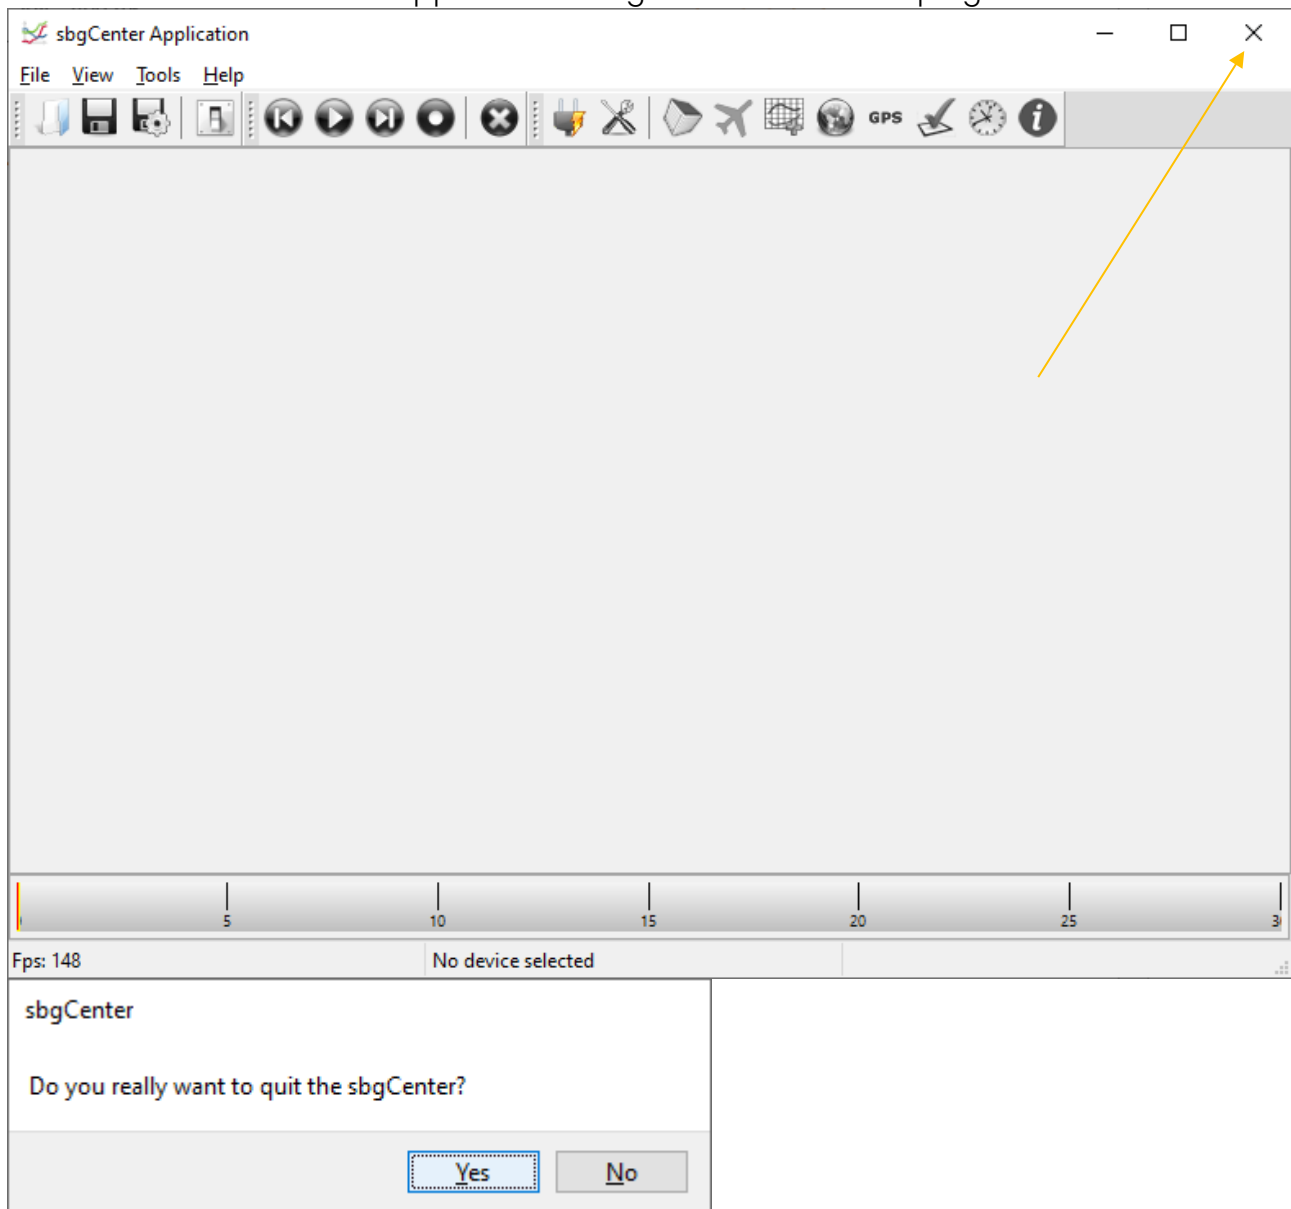 sbgCenter Application
File View Tools Help
GPS
5 10 15 20 25
Fps: 148 No device selected
sbgCenter
Do you really want to quit the sbgCenter?
Yes No